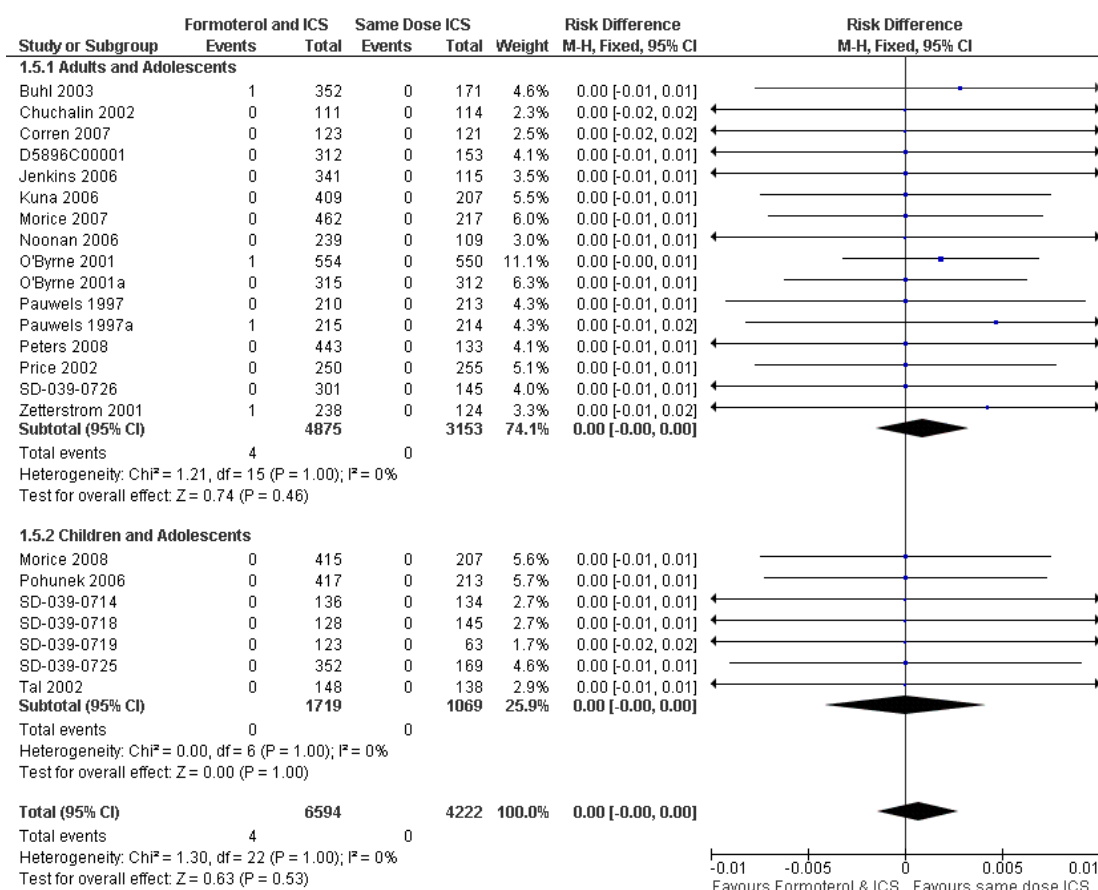 Formoterol and ICS Same Dose ICS Risk Difference Risk Difference
Study or Subgroup Events Total Events Total Weight M-H, Fixed, 95% CI M-H, Fixed, 95% CI
1.5.1 Adults and Adolescents
Buhl 2003 1 352 0 171 4.6% 0.00 [-0.01, 0.01]
Chuchalin 2002 0 111 0 114 2.3% 0.00 [-0.02, 0.02]
Corren 2007 0 123 0 121 2.5% 0.00 [-0.02, 0.02]
D5896C00001 0 312 0 153 4.1% 0.00 [-0.01, 0.01]
Jenkins 2006 0 341 0 115 3.5% 0.00 [-0.01, 0.01]
Kuna 2006 0 409 0 207 5.5% 0.00 [-0.01, 0.01]
Morice 2007 0 462 0 217 6.0% 0.00 [-0.01, 0.01]
Noonan 2006 0 239 0 109 3.0% 0.00 [-0.01, 0.01]
O'Byrne 2001 1 554 0 550 11.1% 0.00 [-0.00, 0.01]
O'Byrne 2001a 0 315 0 312 6.3% 0.00 [-0.01, 0.01]
Pauwels 1997 0 210 0 213 4.3% 0.00 [-0.01, 0.01]
Pauwels 1997a 1 215 0 214 4.3% 0.00 [-0.01, 0.02]
Peters 2008 0 443 0 133 4.1% 0.00 [-0.01, 0.01]
Price 2002 0 250 0 255 5.1% 0.00 [-0.01, 0.01]
SD-039-0726 0 301 0 145 4.0% 0.00 [-0.01, 0.01]
Zetterstrom 2001 1 238 0 124 3.3% 0.00 [-0.01, 0.02]
Subtotal (95% CI) 4875 3153 74.1% 0.00 [-0.00, 0.00]
Total events 4 0
Heterogeneity: Chi² = 1.21, df = 15 (P = 1.00); I² = 0%
Test for overall effect: Z = 0.74 (P = 0.46)
1.5.2 Children and Adolescents
Morice 2008 0 415 0 207 5.6% 0.00 [-0.01, 0.01]
Pohunek 2006 0 417 0 213 5.7% 0.00 [-0.01, 0.01]
SD-039-0714 0 136 0 134 2.7% 0.00 [-0.01, 0.01]
SD-039-0718 0 128 0 145 2.7% 0.00 [-0.01, 0.01]
SD-039-0719 0 123 0 63 1.7% 0.00 [-0.02, 0.02]
SD-039-0725 0 352 0 169 4.6% 0.00 [-0.01, 0.01]
Tal 2002 0 148 0 138 2.9% 0.00 [-0.01, 0.01]
Subtotal (95% CI) 1719 1069 25.9% 0.00 [-0.00, 0.00]
Total events 0 0
Heterogeneity: Chi² = 0.00, df = 6 (P = 1.00); I² = 0%
Test for overall effect: Z = 0.00 (P = 1.00)
Total (95% CI) 6594 4222 100.0% 0.00 [-0.00, 0.00]
Total events 4 0
Heterogeneity: Chi² = 1.30, df = 22 (P = 1.00); I² = 0%
Test for overall effect: Z = 0.63 (P = 0.53)
-0.01 -0.005 0 0.005 0.01
Favours Formoterol & ICS Favours same dose ICS